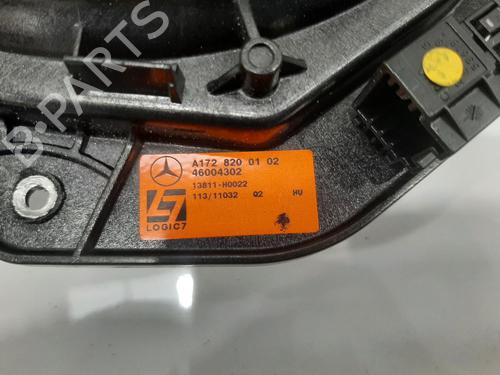 B-PARTS
A172 820 01 02
46004302
13811-H0022
113/11032 Q2 HU
LOGIC7